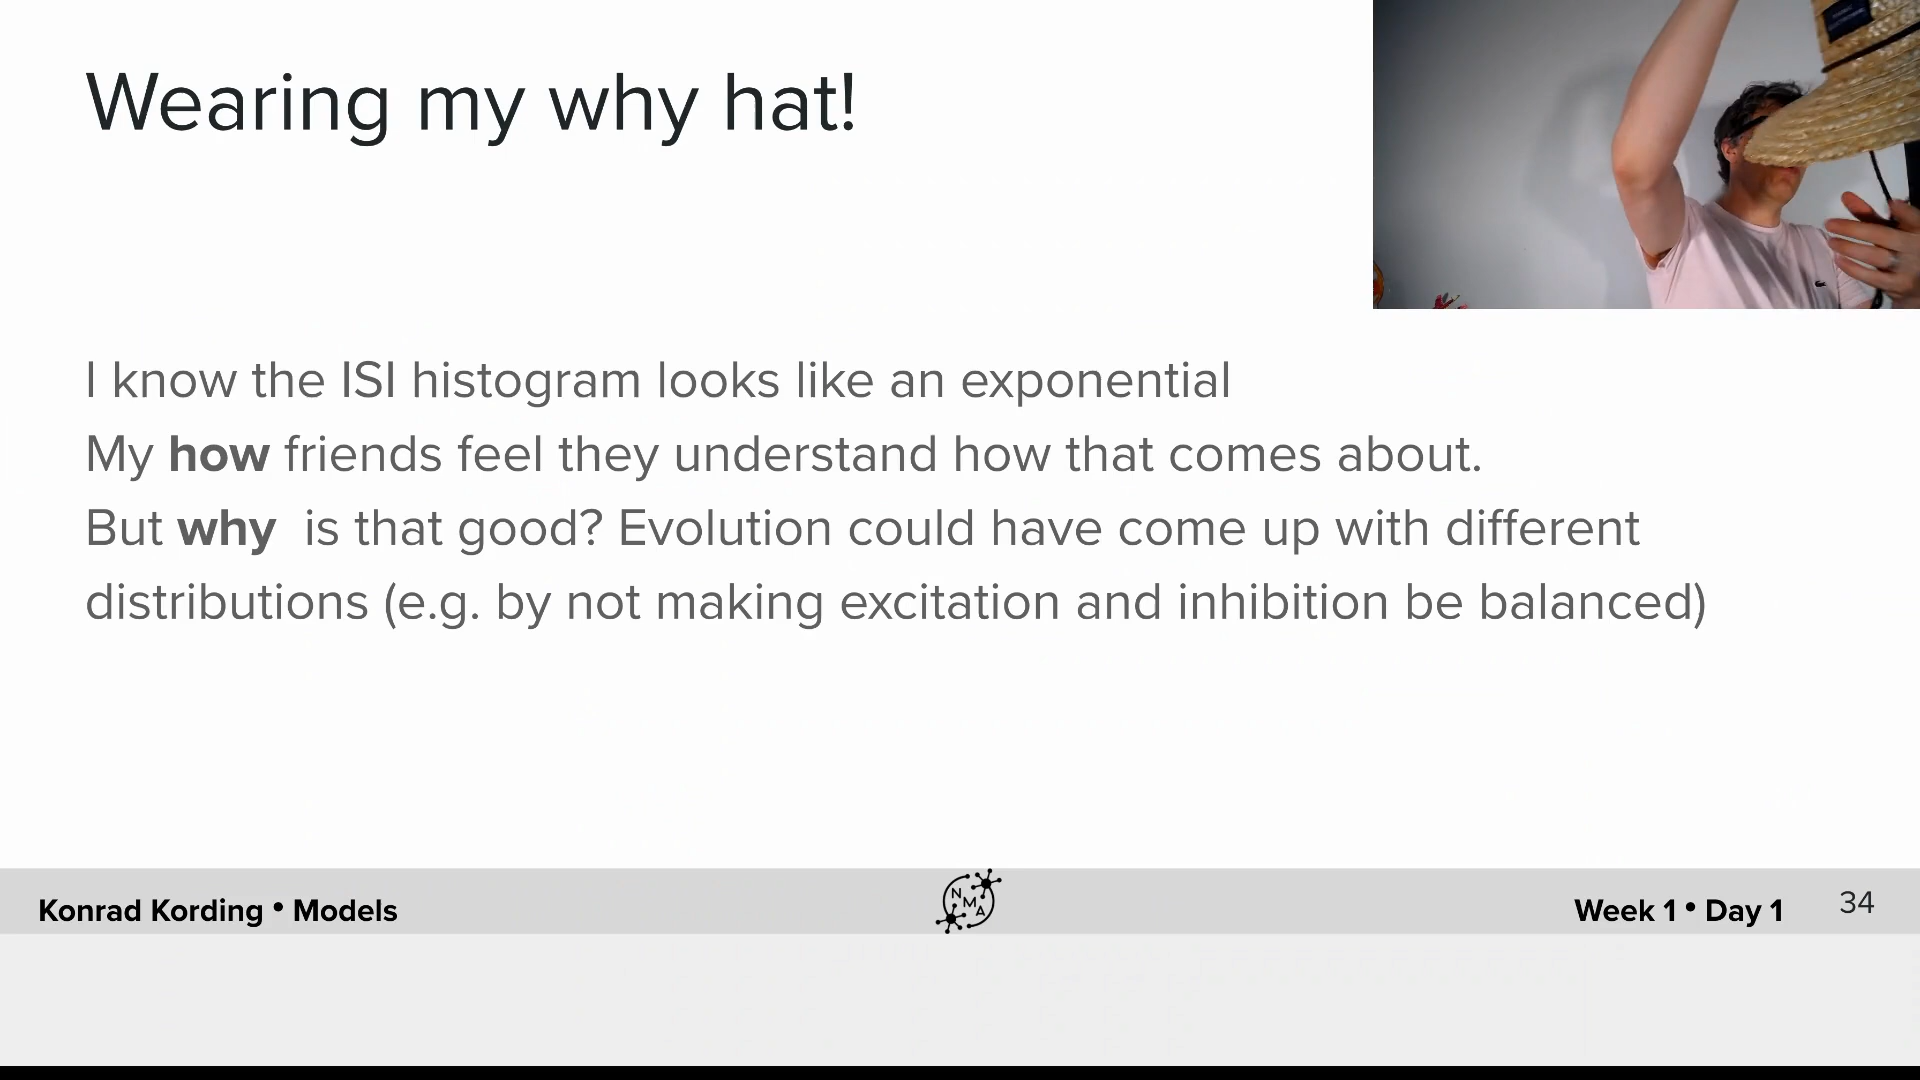 Wearing my why hat!
I know the ISI histogram looks like an exponential
My how friends feel they understand how that comes about.
But why is that good? Evolution could have come up with different
distributions (e.g. by not making excitation and inhibition be balanced)
Konrad Kording • Models
NMA
Week 1 • Day 1
34